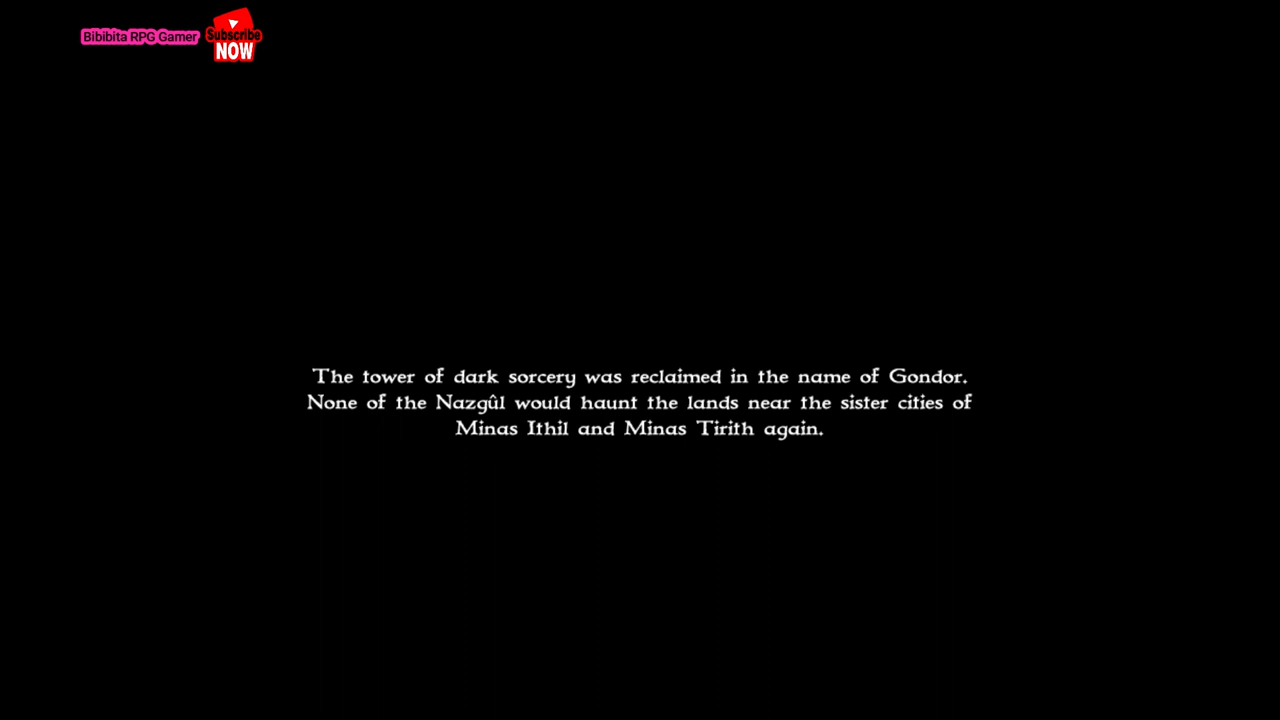 Bibibita RPG Gamer
Subscribe
NOW
The tower of dark sorcery was reclaimed in the name of Gondor.
None of the Nazgûl would haunt the lands near the sister cities of
Minas Ithil and Minas Tirith again.